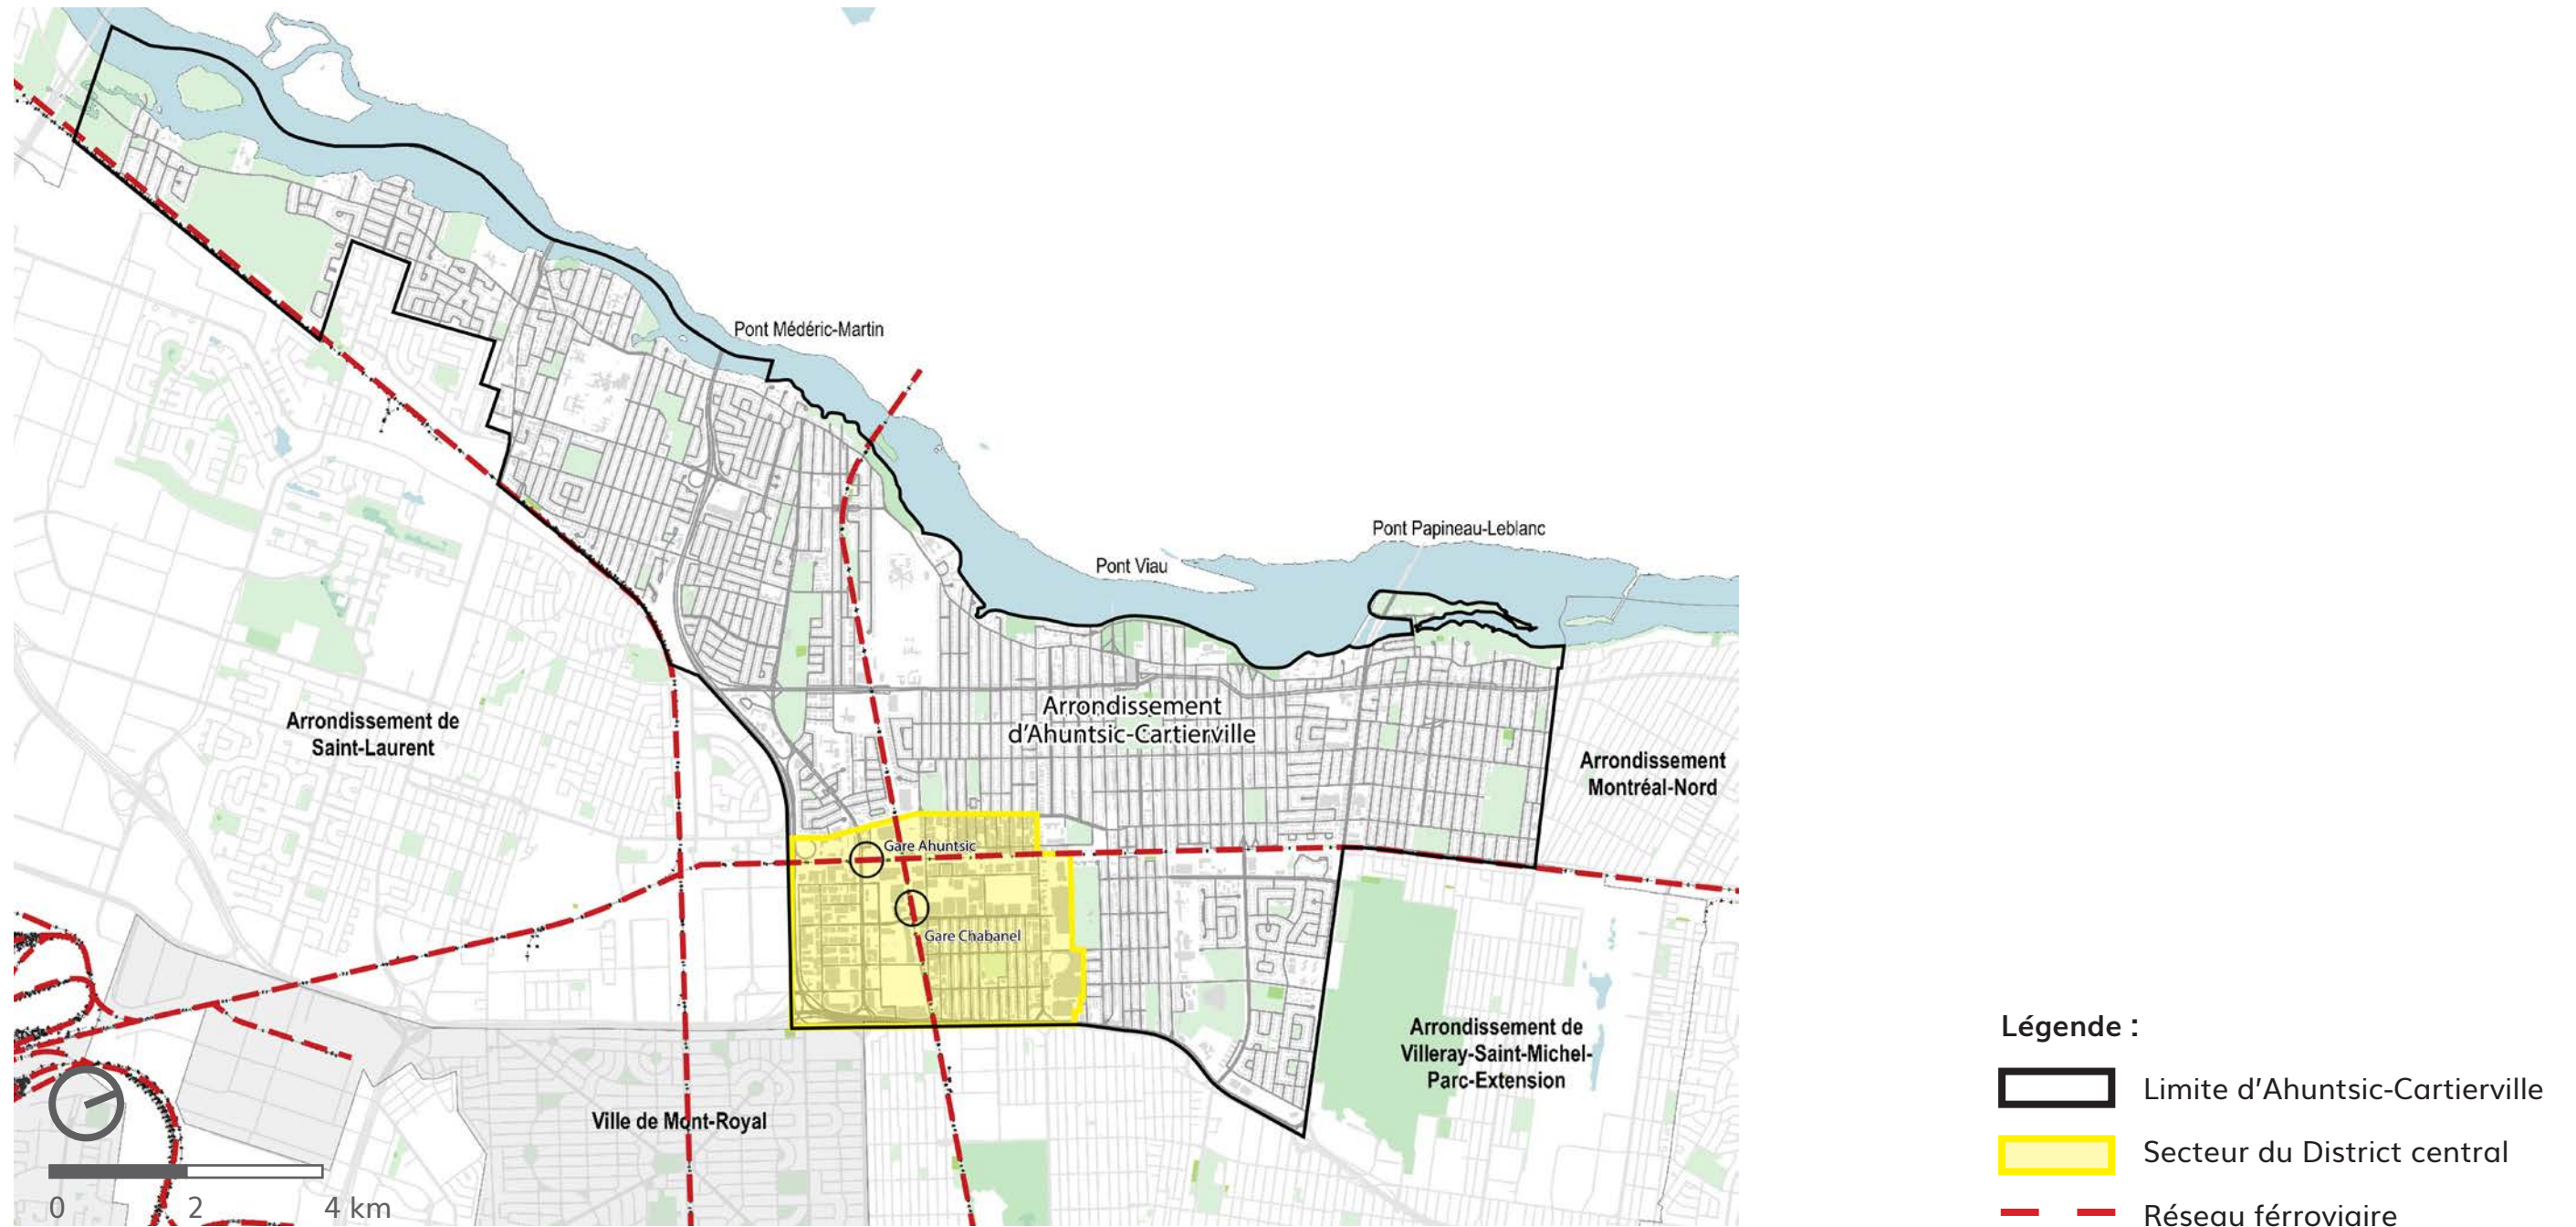 Pont Médéric-Martin
Pont Papineau-Leblanc
Pont Viau
Arrondissement
d'Ahuntsic-Cartierville
Arrondissement de
Saint-Laurent
Arrondissement
Montréal-Nord
Gare Ahuntsic
Gare Chabanel
Arrondissement de
Villeray-Saint-Michel-
Parc-Extension
Ville de Mont-Royal
0 2 4 km
Légende :
Limite d'Ahuntsic-Cartierville
Secteur du District central
Réseau férroviaire